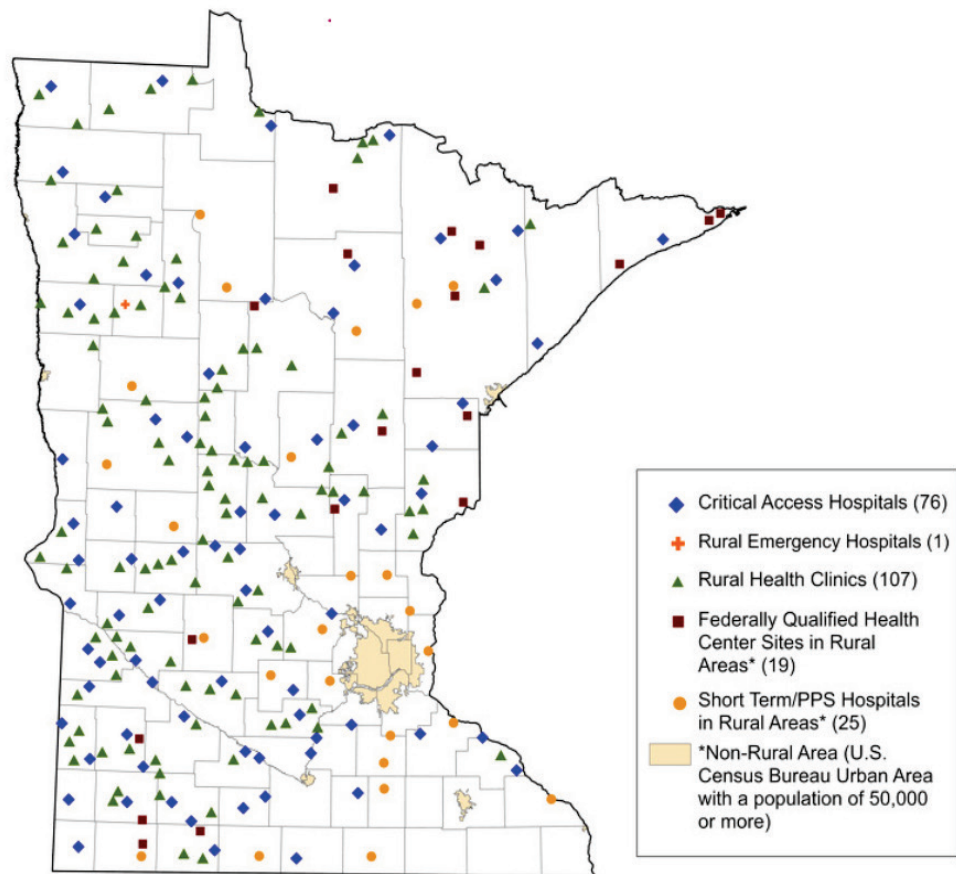 Critical Access Hospitals (76)
Rural Emergency Hospitals (1)
Rural Health Clinics (107)
Federally Qualified Health
Center Sites in Rural
Areas* (19)
Short Term/PPS Hospitals
in Rural Areas* (25)
*Non-Rural Area (U.S.
Census Bureau Urban Area
with a population of 50,000
or more)